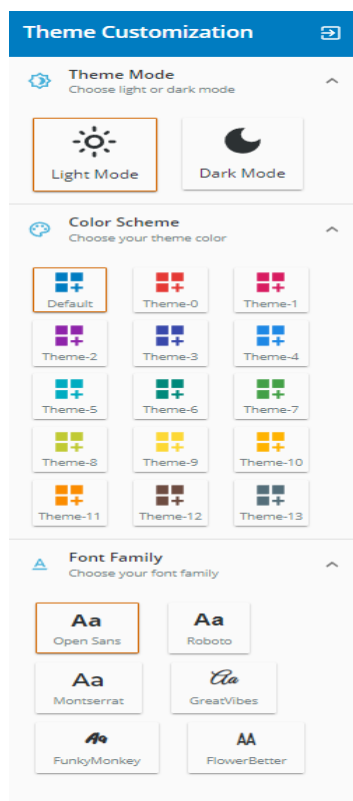 Theme Customization
Theme Mode
Choose light or dark mode
Light Mode
Dark Mode
Color Scheme
Choose your theme color
Default
Theme-0
Theme-1
Theme-2
Theme-3
Theme-4
Theme-5
Theme-6
Theme-7
Theme-8
Theme-9
Theme-10
Theme-11
Theme-12
Theme-13
A Font Family
Choose your font family
Aa
Open Sans
Aa
Roboto
Aa
Montserrat
Aa
GreatVibes
Aa
FunkyMonkey
AA
FlowerBetter